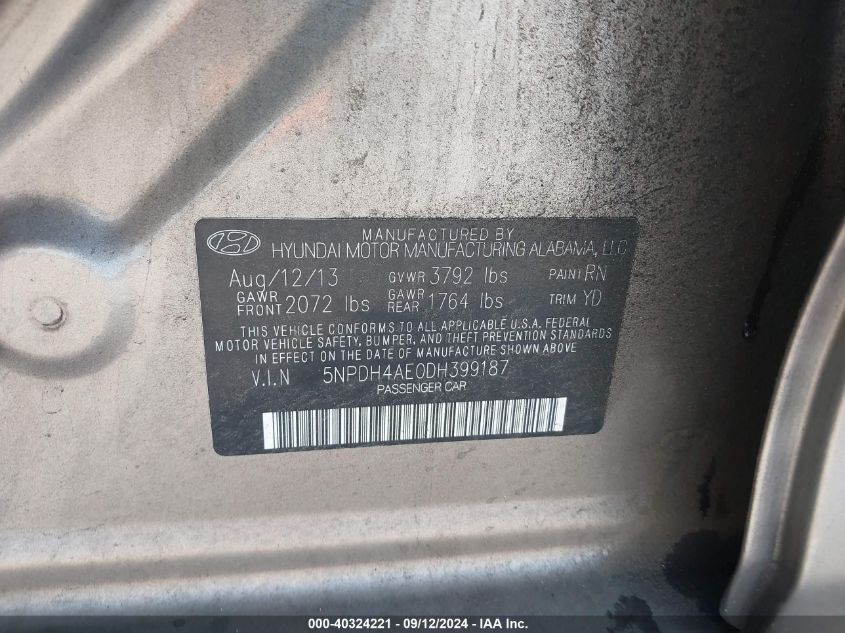 MANUFACTURED BY
HYUNDAI MOTOR MANUFACTURING ALABAMA, LLC
Aug/12/13 GVWR 3792 lbs PAINT RN
GAWR FRONT 2072 lbs GAWR REAR 1764 lbs TRIM YD
THIS VEHICLE CONFORMS TO ALL APPLICABLE U.S.A. FEDERAL
MOTOR VEHICLE SAFETY, BUMPER, AND THEFT PREVENTION STANDARDS
IN EFFECT ON THE DATE OF MANUFACTURE SHOWN ABOVE
V.I.N 5NPDH4AE0DH399187
PASSENGER CAR
000-40324221 - 09/12/2024 - IAA Inc.